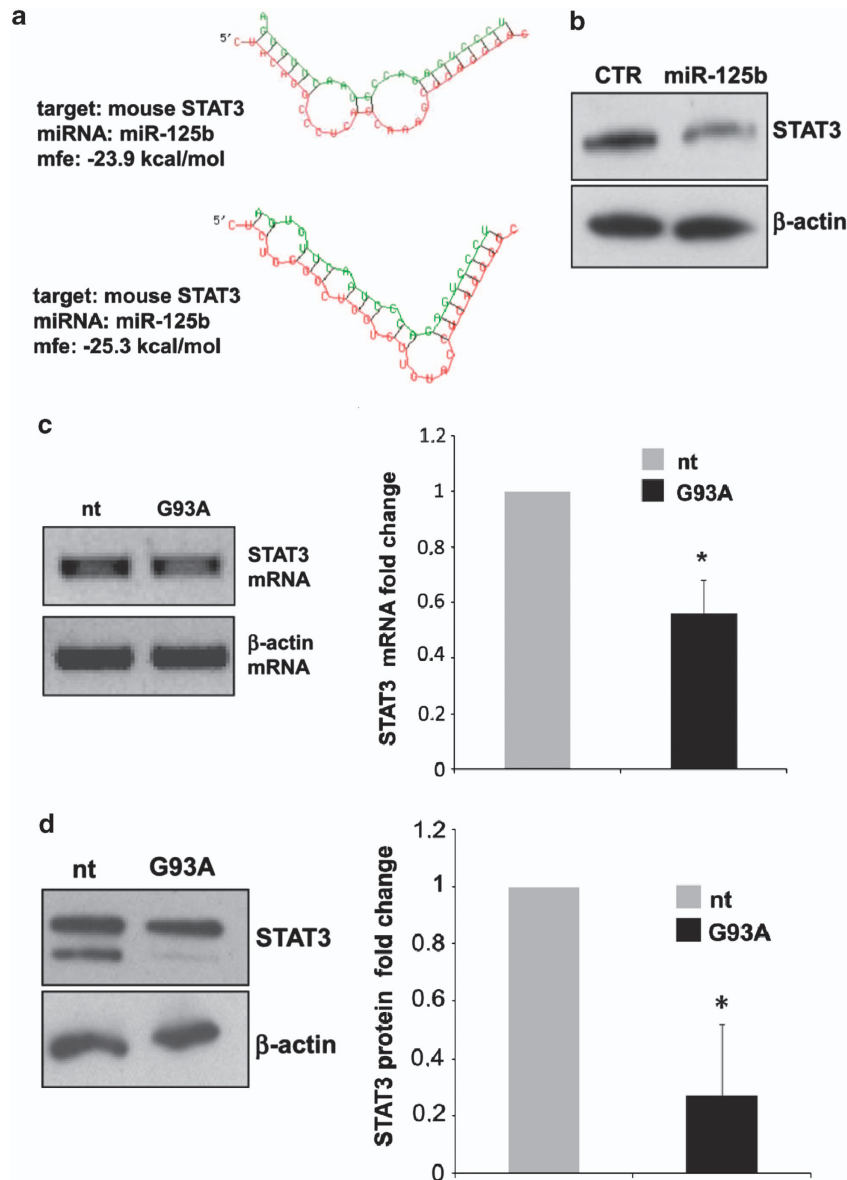 a
5'
target: mouse STAT3
miRNA: miR-125b
mfe: -23.9 kcal/mol
5'
target: mouse STAT3
miRNA: miR-125b
mfe: -25.3 kcal/mol
b
CTR miR-125b
STAT3
β-actin
c
nt G93A
STAT3
mRNA
β-actin
mRNA
STAT3 mRNA fold change
1.2
1
0.8
0.6
0.4
0.2
0
nt
G93A
*
d
nt G93A
STAT3
β-actin
STAT3 protein fold change
1.2
1
0.8
0.6
0.4
0.2
0
nt
G93A
*